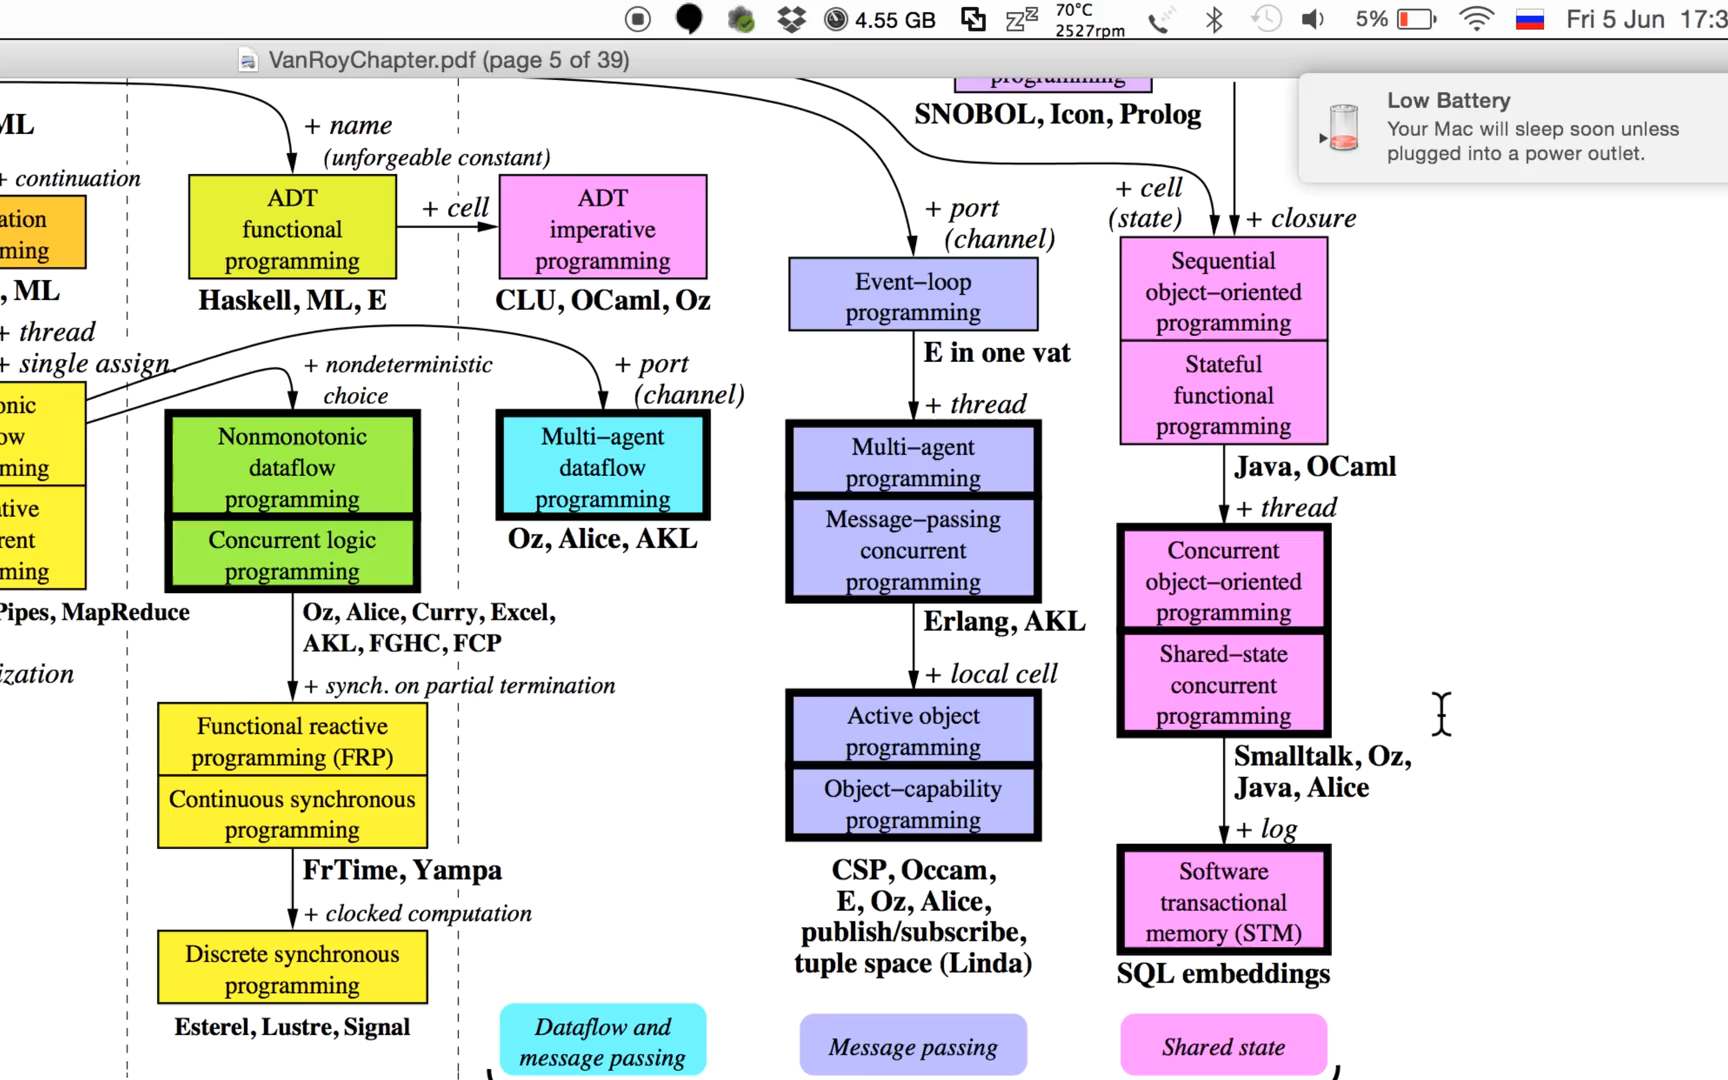 4.55 GB
70°C
2527rpm
5%
Fri 5 Jun 17:3
VanRoyChapter.pdf (page 5 of 39)
Low Battery
Your Mac will sleep soon unless
plugged into a power outlet.
programming
SNOBOL, Icon, Prolog
ML
+ continuation
ation
ming
, ML
+ thread
+ single assign.
onic
ow
ming
ative
rent
ming
Pipes, MapReduce
ization
+ name
(unforgeable constant)
ADT
functional
programming
Haskell, ML, E
+ cell
ADT
imperative
programming
CLU, OCaml, Oz
+ nondeterministic
choice
Nonmonotonic
dataflow
programming
Concurrent logic
programming
Oz, Alice, Curry, Excel,
AKL, FGHC, FCP
+ synch. on partial termination
Functional reactive
programming (FRP)
Continuous synchronous
programming
FrTime, Yampa
+ clocked computation
Discrete synchronous
programming
Esterel, Lustre, Signal
+ port
(channel)
Multi–agent
dataflow
programming
Oz, Alice, AKL
Dataflow and
message passing
+ port
(channel)
Event–loop
programming
E in one vat
+ thread
Multi–agent
programming
Message–passing
concurrent
programming
Erlang, AKL
+ local cell
Active object
programming
Object–capability
programming
CSP, Occam,
E, Oz, Alice,
publish/subscribe,
tuple space (Linda)
Message passing
+ cell
(state)
+ closure
Sequential
object–oriented
programming
Stateful
functional
programming
Java, OCaml
+ thread
Concurrent
object–oriented
programming
Shared–state
concurrent
programming
Smalltalk, Oz,
Java, Alice
+ log
Software
transactional
memory (STM)
SQL embeddings
Shared state